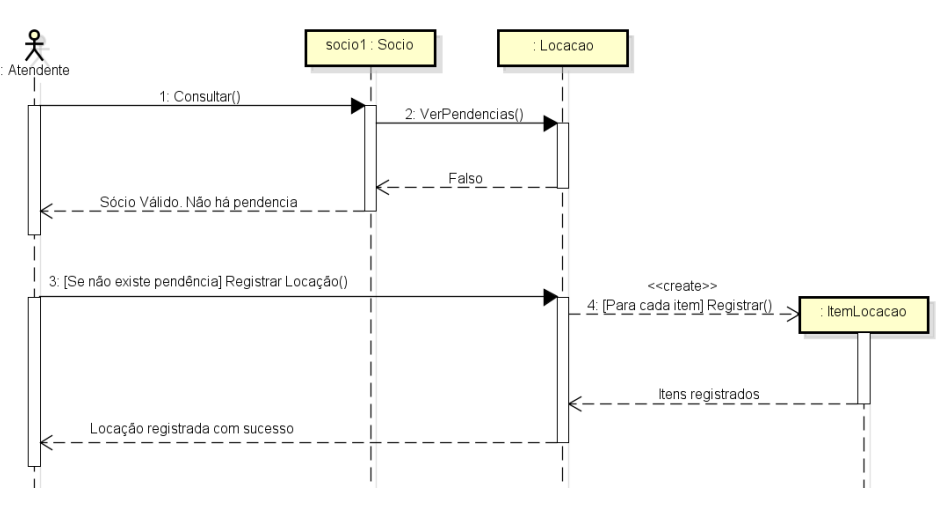 socio1 : Socio
: Locacao
: Atendente
1: Consultar()
2: VerPendencias()
Falso
Sócio Válido. Não há pendencia
3: [Se não existe pendência] Registrar Locação()
<<create>>
4: [Para cada item] Registrar()
: ItemLocacao
Itens registrados
Locação registrada com sucesso